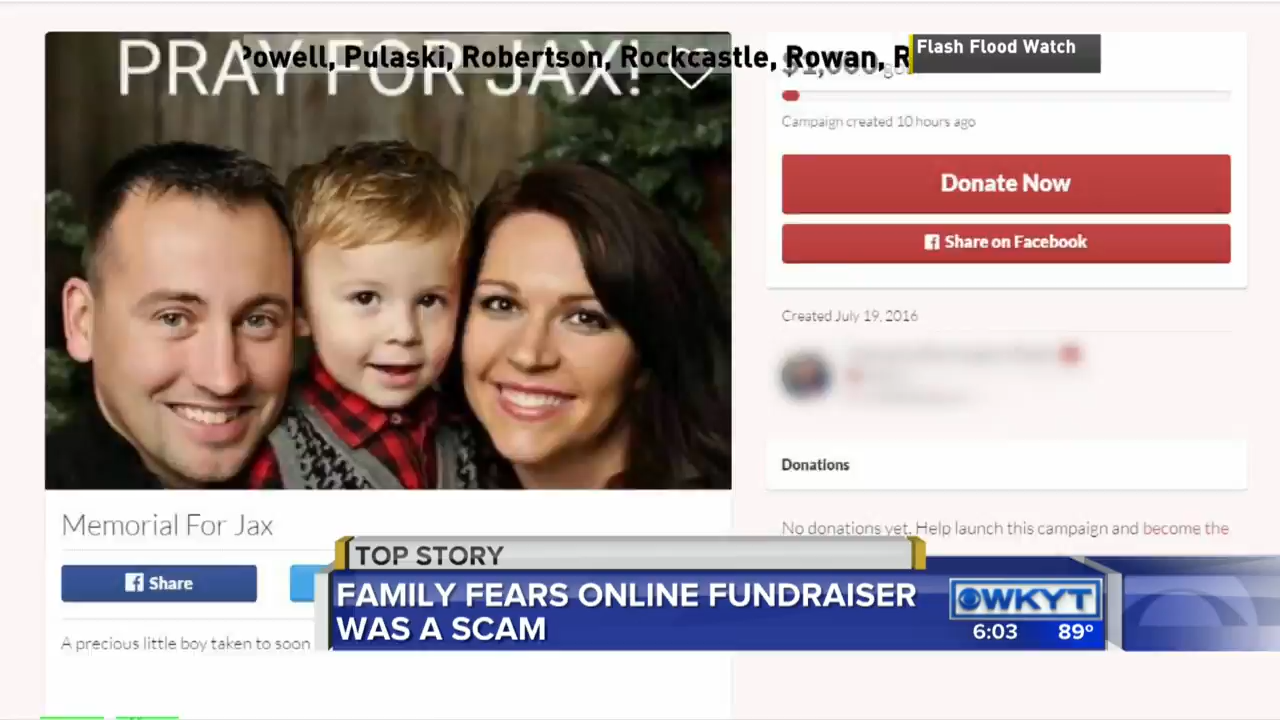 PRAY FOR JAX!
Powell, Pulaski, Robertson, Rockcastle, Rowan, R
Flash Flood Watch
Campaign created 10 hours ago
Donate Now
Share on Facebook
Created July 19, 2016
Donations
No donations yet. Help launch this campaign and become the
Memorial For Jax
Share
A precious little boy taken to soon
TOP STORY
FAMILY FEARS ONLINE FUNDRAISER
WAS A SCAM
WKYT
6:03 89°